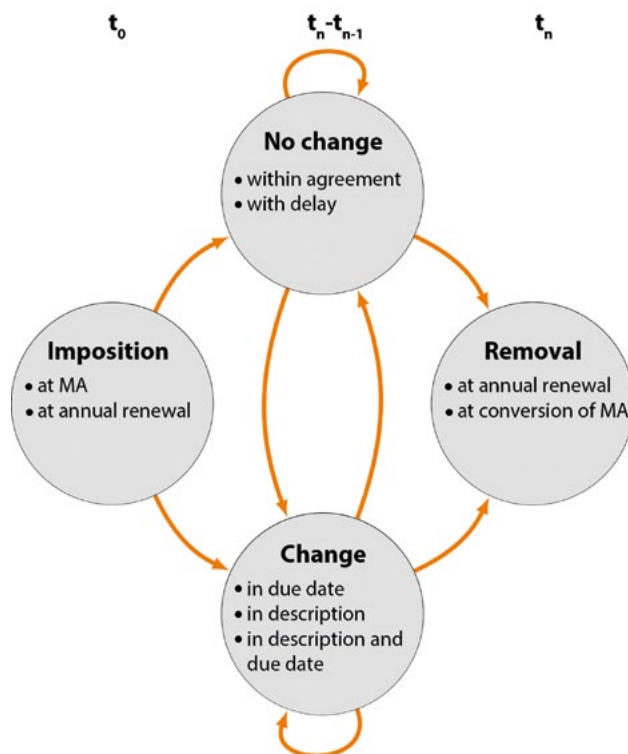 t0 tn-tn-1 tn
No change
• within agreement
• with delay
Imposition
• at MA
• at annual renewal
Removal
• at annual renewal
• at conversion of MA
Change
• in due date
• in description
• in description and
due date